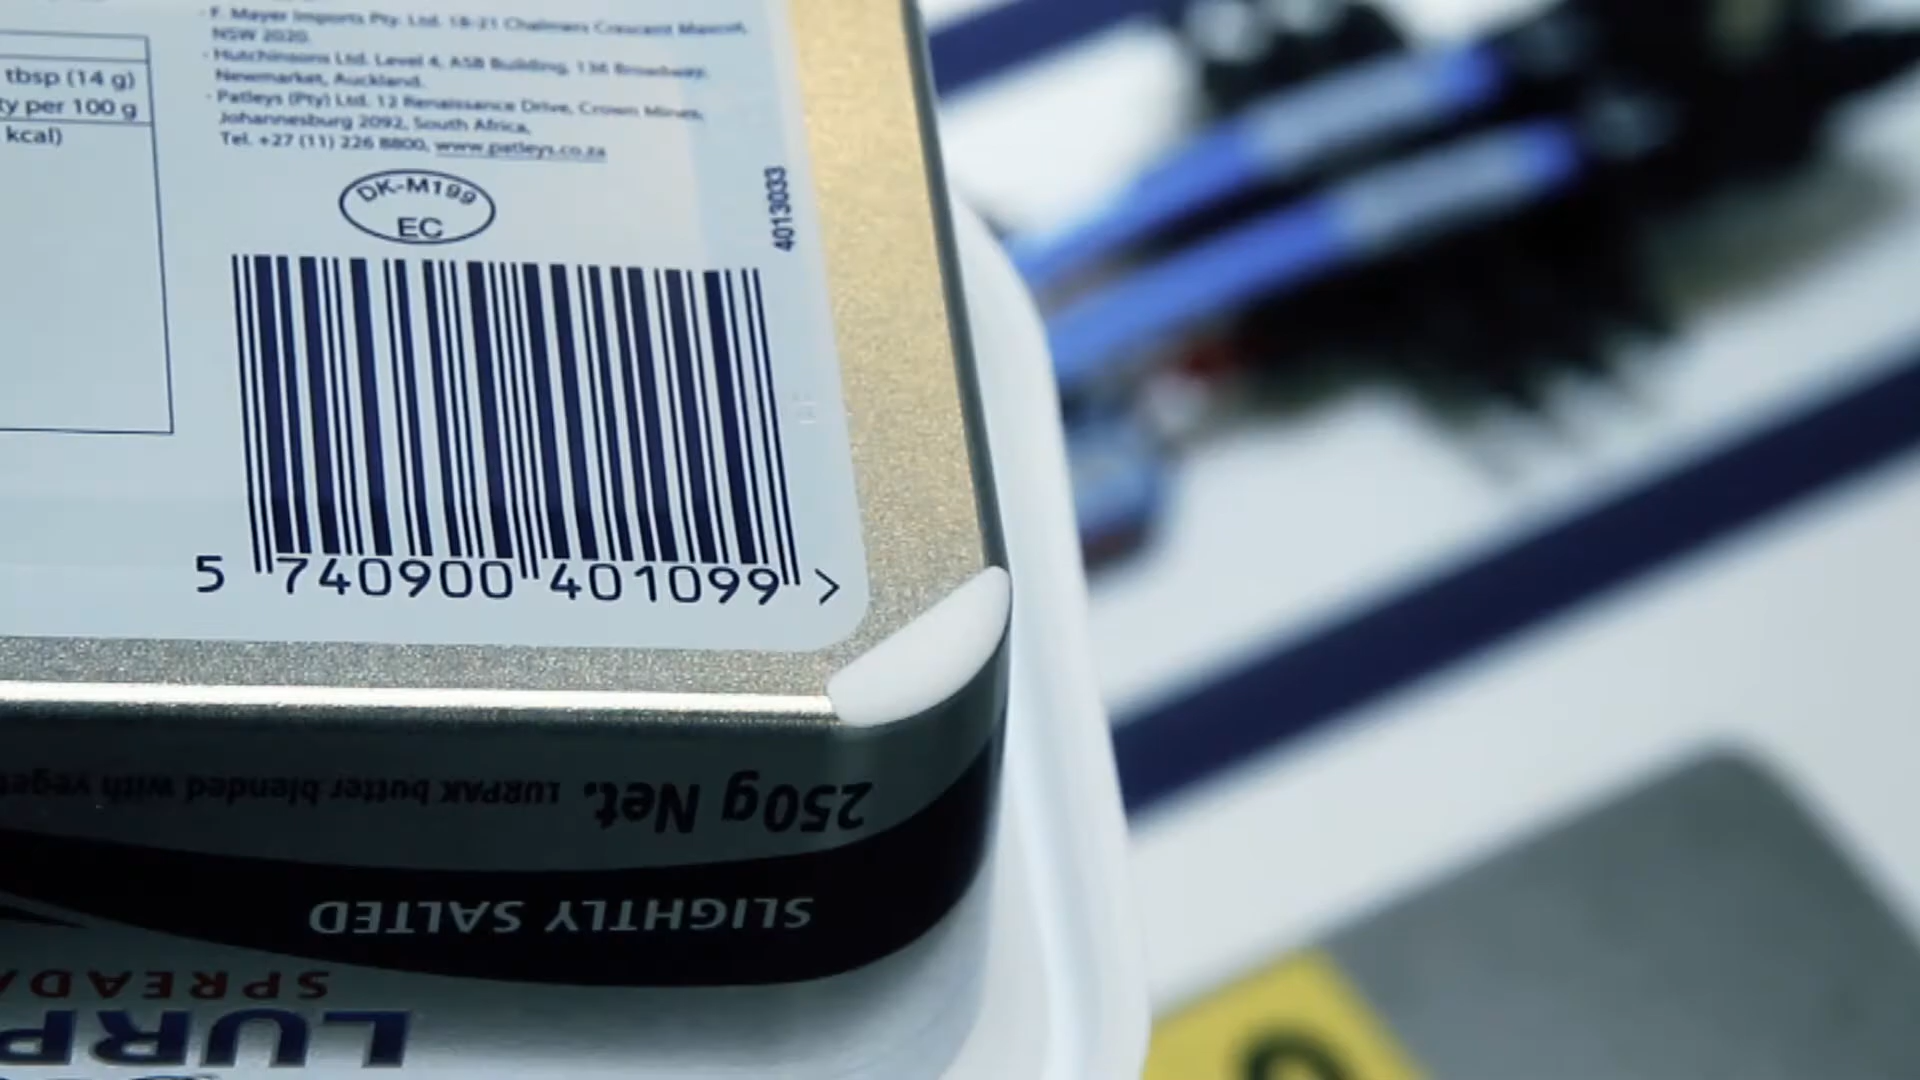 tbsp (14 g)
ty per 100 g
kcal)
- F. Mayer Imports Pty. Ltd. 18-21 Chalmers Crescent Mascot,
NSW 2020.
- Hutchinsons Ltd. Level 4, ASB Building, 136 Broadway,
Newmarket, Auckland.
- Patleys (Pty) Ltd. 12 Renaissance Drive, Crown Mines,
Johannesburg 2092, South Africa,
Tel. +27 (11) 226 8800, www.patleys.co.za
DK-M199
EC
4013033
5 740900 401099 >
250g Net. LURPAK butter blended with veget
SLIGHTLY SALTED
SPREADA
LURP